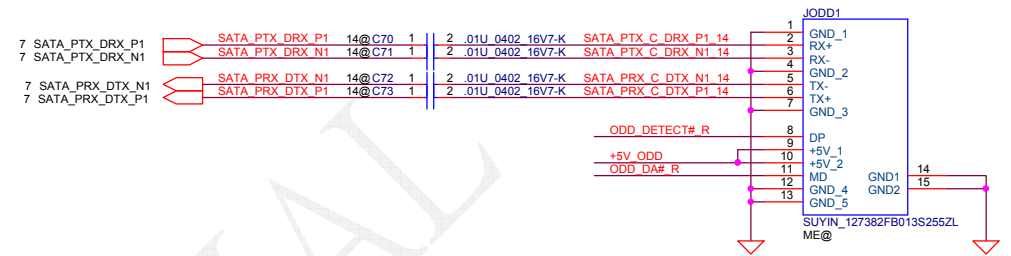 JODD1
1 GND_1
7 SATA_PTX_DRX_P1 SATA_PTX_DRX_P1 14@ C70 1 2 .01U_0402_16V7-K SATA_PTX_C_DRX_P1_14 2 RX+
7 SATA_PTX_DRX_N1 SATA_PTX_DRX_N1 14@ C71 1 2 .01U_0402_16V7-K SATA_PTX_C_DRX_N1_14 3 RX-
4 GND_2
7 SATA_PRX_DTX_N1 SATA_PRX_DTX_N1 14@ C72 1 2 .01U_0402_16V7-K SATA_PRX_C_DTX_N1_14 5 TX-
7 SATA_PRX_DTX_P1 SATA_PRX_DTX_P1 14@ C73 1 2 .01U_0402_16V7-K SATA_PRX_C_DTX_P1_14 6 TX+
7 GND_3
ODD_DETECT#_R 8 DP
9 +5V_1
+5V_ODD 10 +5V_2
ODD_DA#_R 11 MD GND1 14
12 GND_4 GND2 15
13 GND_5
SUYIN_127382FB013S255ZL
ME@